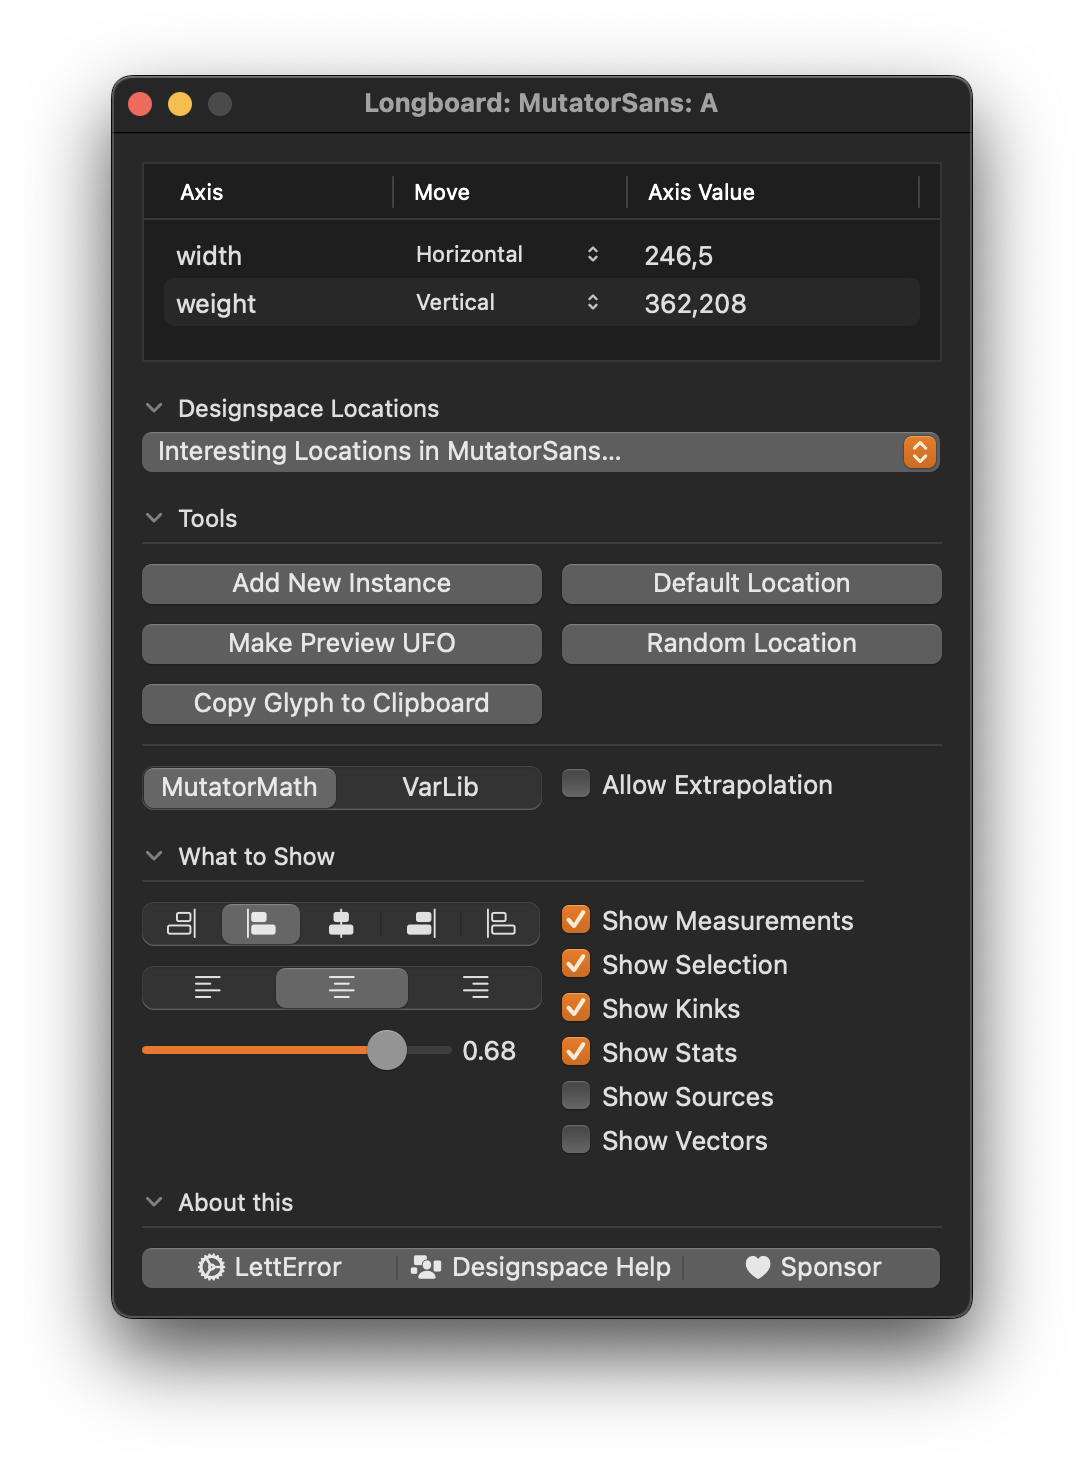 Longboard: MutatorSans: A
Axis Move Axis Value
width Horizontal 246,5
weight Vertical 362,208
Designspace Locations
Interesting Locations in MutatorSans...
Tools
Add New Instance Default Location
Make Preview UFO Random Location
Copy Glyph to Clipboard
MutatorMath VarLib Allow Extrapolation
What to Show
Show Measurements
Show Selection
Show Kinks
0.68 Show Stats
Show Sources
Show Vectors
About this
LettError Designspace Help Sponsor